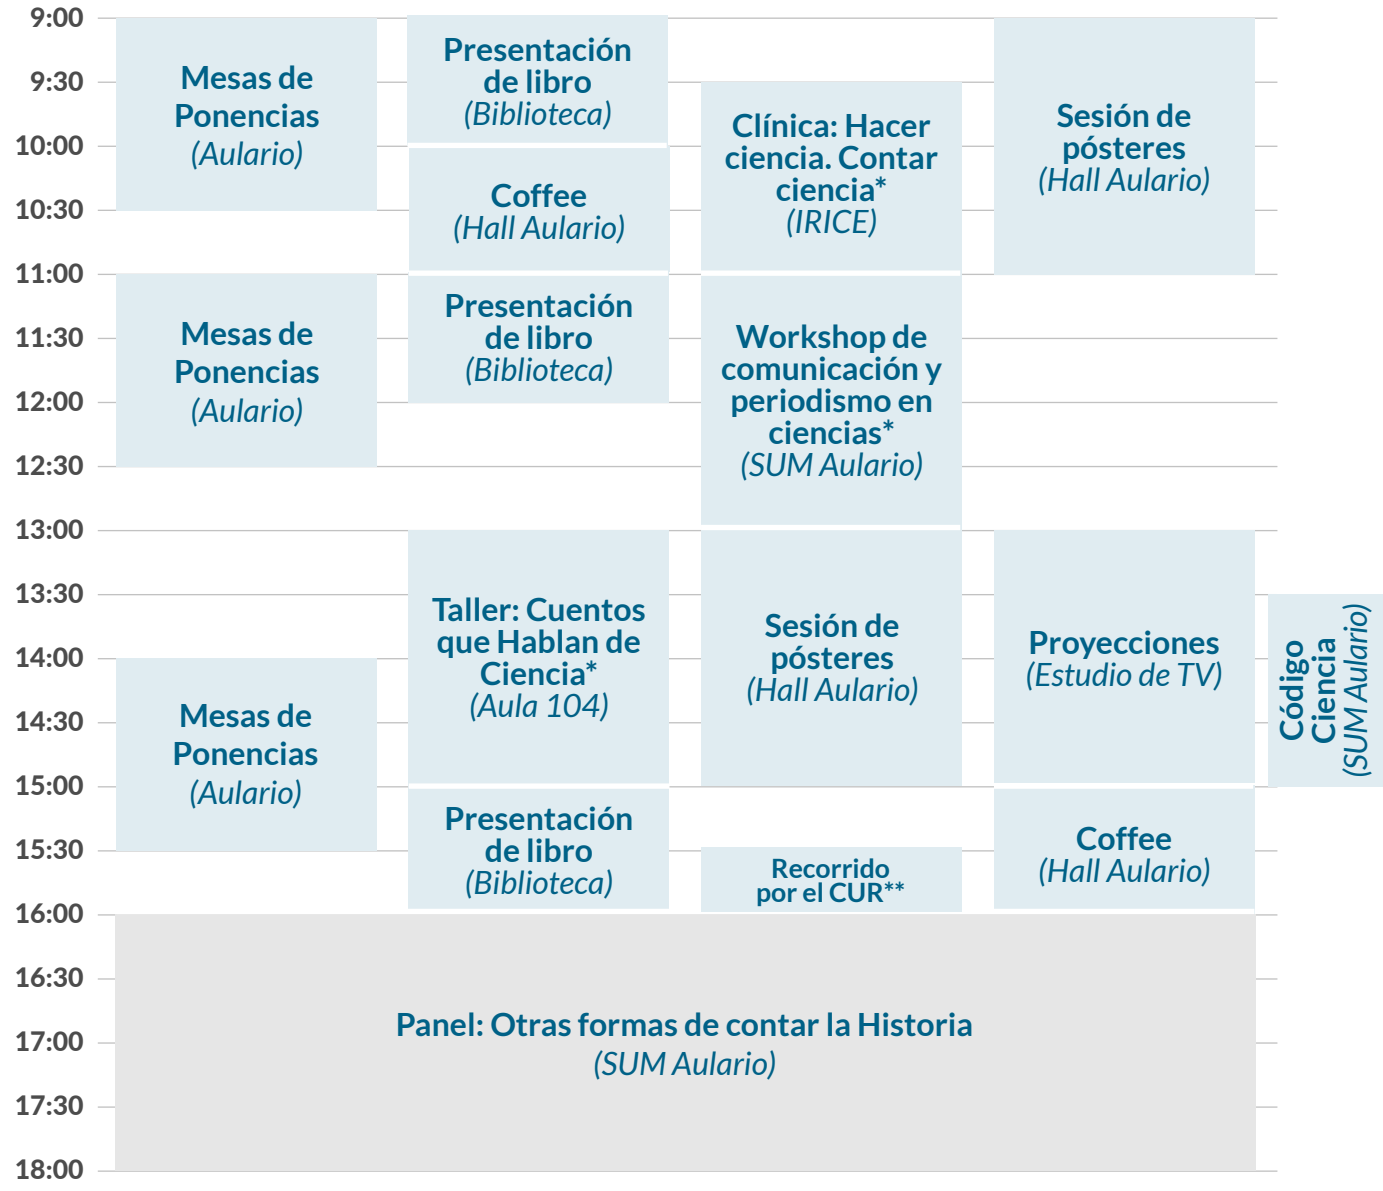 9:00
9:30
10:00
10:30
11:00
11:30
12:00
12:30
13:00
13:30
14:00
14:30
15:00
15:30
16:00
16:30
17:00
17:30
18:00
Mesas de
Ponencias
(Aulario)
Mesas de
Ponencias
(Aulario)
Mesas de
Ponencias
(Aulario)
Presentación
de libro
(Biblioteca)
Coffee
(Hall Aulario)
Presentación
de libro
(Biblioteca)
Taller: Cuentos
que Hablan de
Ciencia*
(Aula 104)
Presentación
de libro
(Biblioteca)
Clínica: Hacer
ciencia. Contar
ciencia*
(IRICE)
Workshop de
comunicación y
periodismo en
ciencias*
(SUM Aulario)
Sesión de
pósteres
(Hall Aulario)
Recorrido
por el CUR**
Sesión de
pósteres
(Hall Aulario)
Proyecciones
(Estudio de TV)
Coffee
(Hall Aulario)
Código
Ciencia
(SUM Aulario)
Panel: Otras formas de contar la Historia
(SUM Aulario)